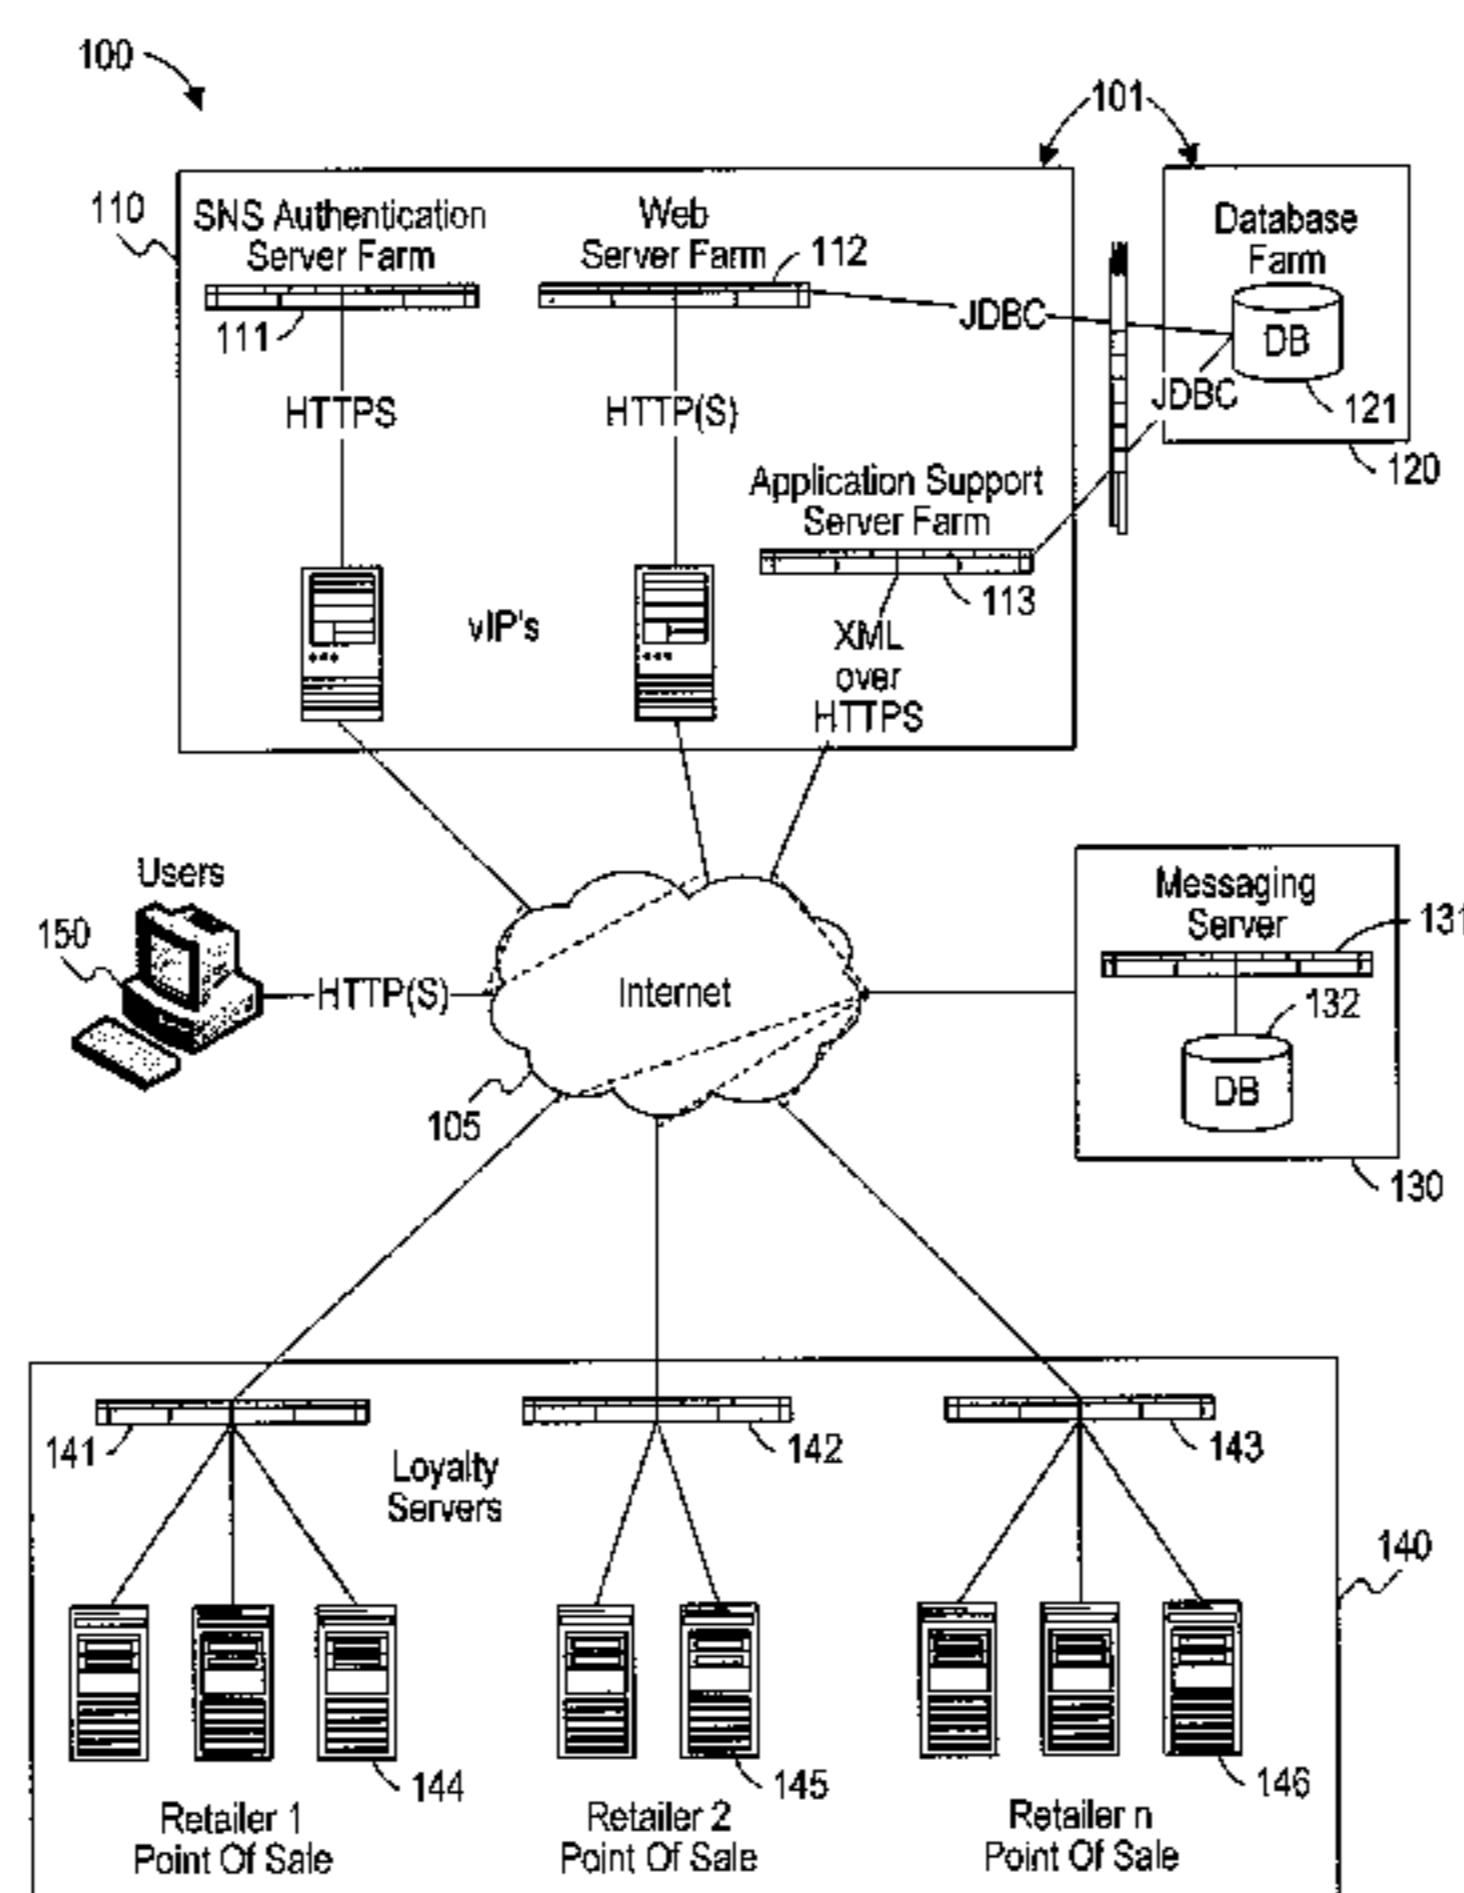 100
101
110
SNS Authentication
Server Farm
111
HTTPS
Web
Server Farm
112
HTTP(S)
JDBC
JDBC
Database
Farm
DB
121
120
Application Support
Server Farm
113
XML
over
HTTPS
vIP's
Users
150
HTTP(S)
Internet
105
Messaging
Server
131
132
DB
130
141
Loyalty
Servers
142
143
140
144
145
146
Retailer 1
Point Of Sale
Retailer 2
Point Of Sale
Retailer n
Point Of Sale